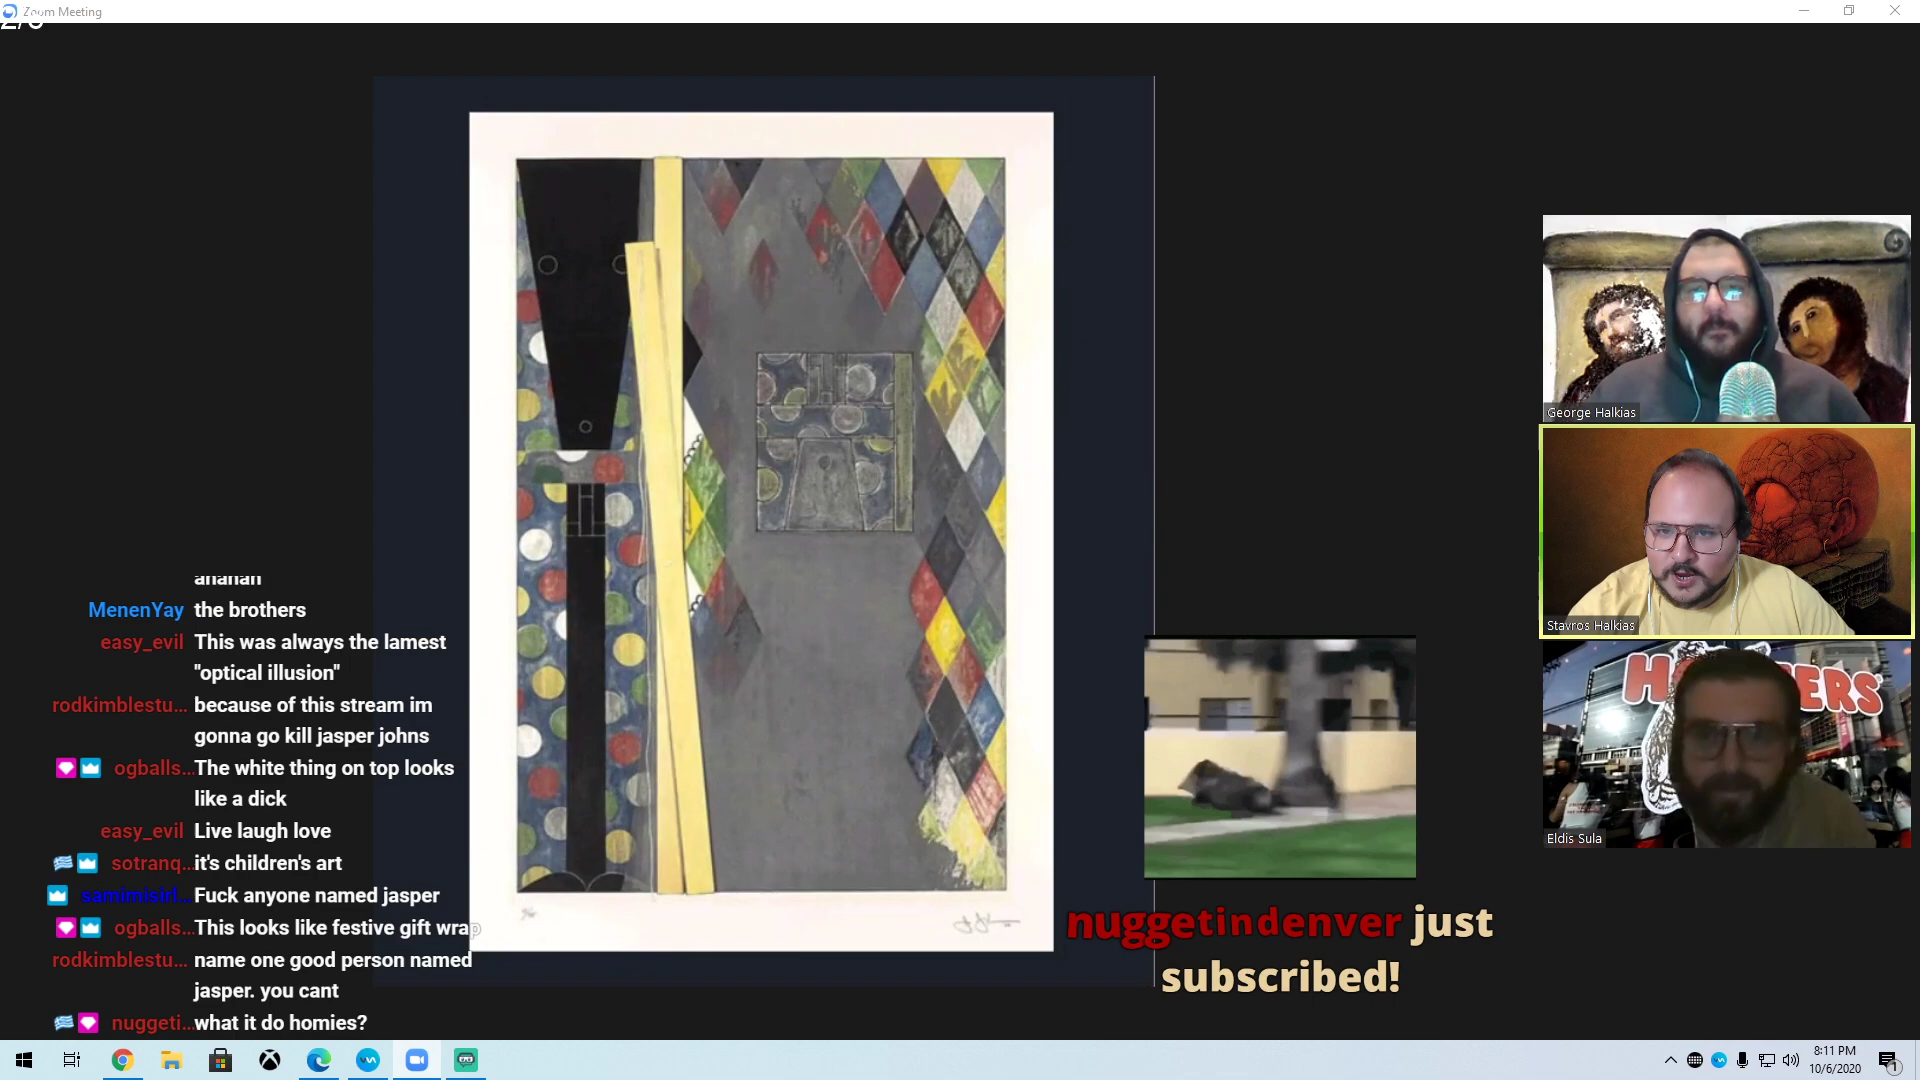 Zoom Meeting
George Halkias
Stavros Halkias
Eldis Sula
ahahah
MenenYay the brothers
easy_evil This was always the lamest
"optical illusion"
rodkimblestu... because of this stream im
gonna go kill jasper johns
ogballs... The white thing on top looks
like a dick
easy_evil Live laugh love
sotranq... it's children's art
samimisirl... Fuck anyone named jasper
ogballs... This looks like festive gift wrap
rodkimblestu... name one good person named
jasper. you cant
nuggeti... what it do homies?
nuggetindenver just
subscribed!
8:11 PM
10/6/2020
1